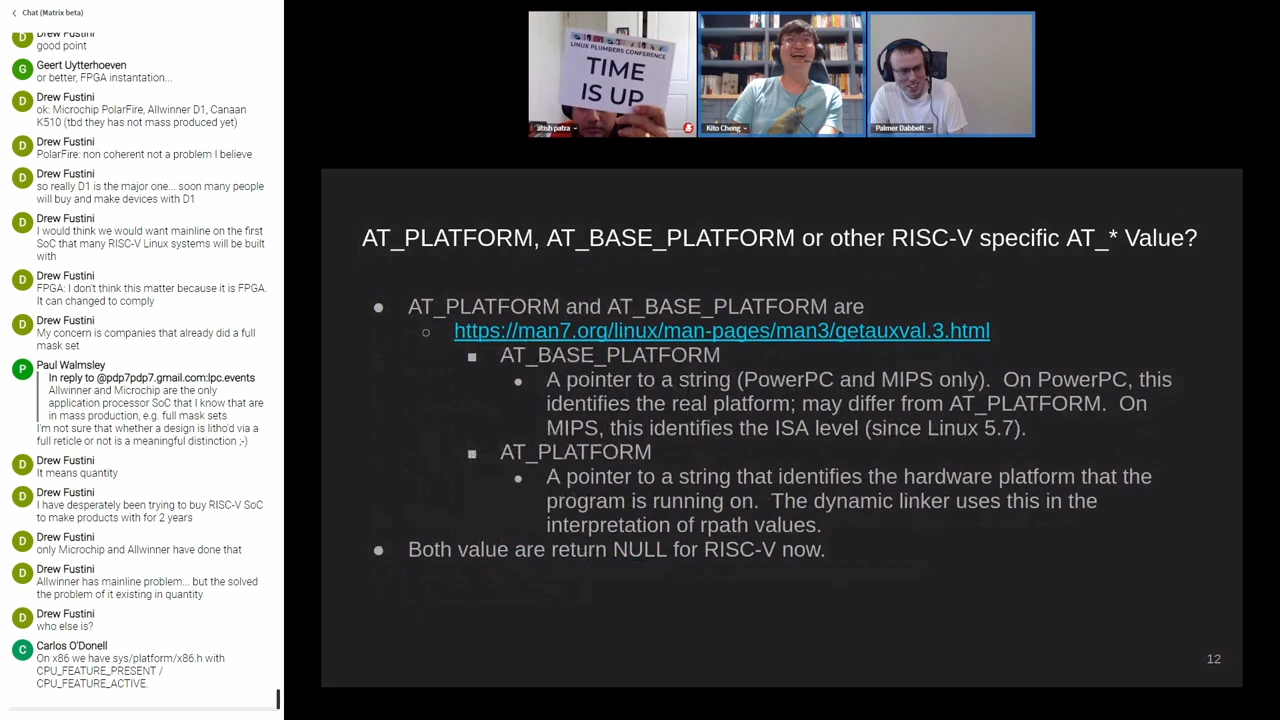 Chat (Matrix beta)
Drew Fustini
good point
G
Geert Uytterhoeven
or better, FPGA instantation...
D
Drew Fustini
ok: Microchip PolarFire, Allwinner D1, Canaan
K510 (tbd they has not mass produced yet)
D
Drew Fustini
PolarFire: non coherent not a problem I believe
D
Drew Fustini
so really D1 is the major one... soon many people
will buy and make devices with D1
D
Drew Fustini
I would think we would want mainline on the first
SoC that many RISC-V Linux systems will be built
with
D
Drew Fustini
FPGA: I don't think this matter because it is FPGA.
It can changed to comply
D
Drew Fustini
My concern is companies that already did a full
mask set
P
Paul Walmsley
In reply to @pdp7pdp7.gmail.com:lpc.events
Allwinner and Microchip are the only
application processor SoC that I know that are
in mass production, e.g. full mask sets
I'm not sure that whether a design is litho'd via a
full reticle or not is a meaningful distinction ;-)
D
Drew Fustini
It means quantity
D
Drew Fustini
I have desperately been trying to buy RISC-V SoC
to make products with for 2 years
D
Drew Fustini
only Microchip and Allwinner have done that
D
Drew Fustini
Allwinner has mainline problem... but the solved
the problem of it existing in quantity
D
Drew Fustini
who else is?
C
Carlos O'Donell
On x86 we have sys/platform/x86.h with
CPU_FEATURE_PRESENT /
CPU_FEATURE_ACTIVE.
LINUX PLUMBERS CONFERENCE
TIME
IS UP
atish patra
Kito Cheng
Palmer Dabbelt
AT_PLATFORM, AT_BASE_PLATFORM or other RISC-V specific AT_* Value?
● AT_PLATFORM and AT_BASE_PLATFORM are
○ https://man7.org/linux/man-pages/man3/getauxval.3.html
■ AT_BASE_PLATFORM
● A pointer to a string (PowerPC and MIPS only). On PowerPC, this
identifies the real platform; may differ from AT_PLATFORM. On
MIPS, this identifies the ISA level (since Linux 5.7).
■ AT_PLATFORM
● A pointer to a string that identifies the hardware platform that the
program is running on. The dynamic linker uses this in the
interpretation of rpath values.
● Both value are return NULL for RISC-V now.
12